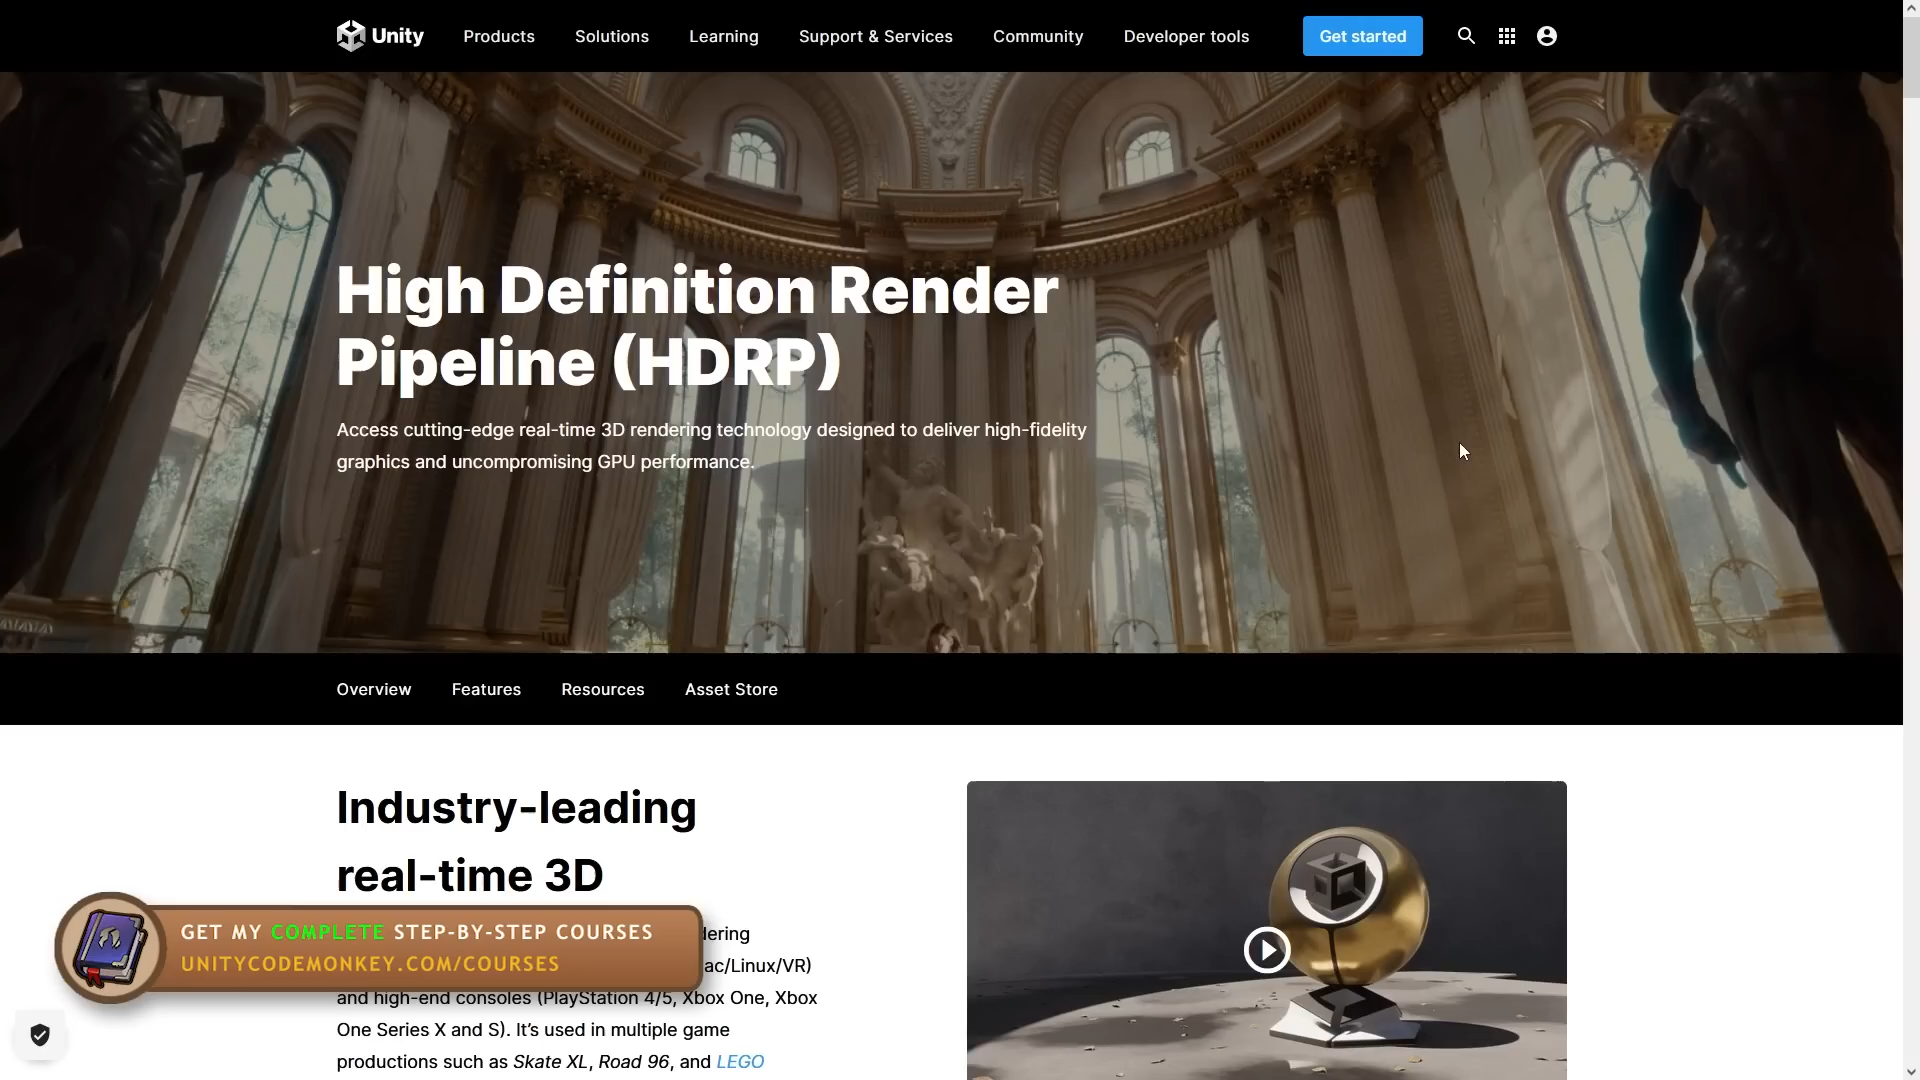 Unity
Products
Solutions
Learning
Support & Services
Community
Developer tools
Get started
High Definition Render
Pipeline (HDRP)
Access cutting-edge real-time 3D rendering technology designed to deliver high-fidelity
graphics and uncompromising GPU performance.
Overview
Features
Resources
Asset Store
Industry-leading
real-time 3D
GET MY COMPLETE STEP-BY-STEP COURSES
UNITYCODEMONKEY.COM/COURSES
ac/Linux/VR)
and high-end consoles (PlayStation 4/5, Xbox One, Xbox
One Series X and S). It’s used in multiple game
productions such as Skate XL, Road 96, and LEGO